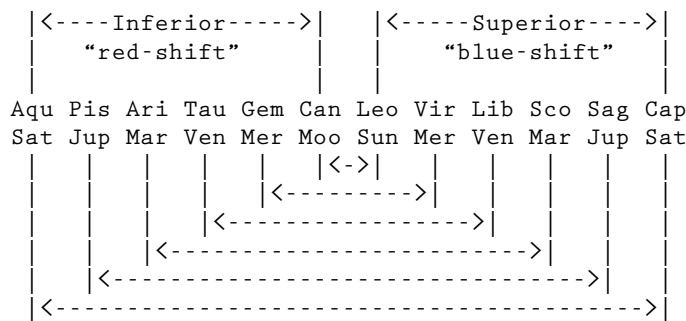 |<----Inferior----->|   |<-----Superior---->|
|   “red-shift”     |   |    “blue-shift”   |
|                   |   |                   |
Aqu Pis Ari Tau Gem Can Leo Vir Lib Sco Sag Cap
Sat Jup Mar Ven Mer Moo Sun Mer Ven Mar Jup Sat
|   |   |   |   |   |<->|   |   |   |   |   |
|   |   |   |   |<--------->|   |   |   |   |
|   |   |   |<----------------->|   |   |   |
|   |   |<------------------------->|   |   |
|   |<--------------------------------->|   |
|<----------------------------------------->|